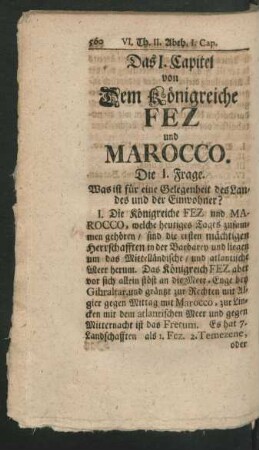 560 VI. Th. II. Abth. I. Cap.
Das I. Capitel
von
Dem Königreiche
FEZ
und
MAROCCO.
Die I. Frage.
Was ist für eine Gelegenheit des Lan-
des und der Einwohner?
I. Die Königreiche FEZ und MA-
ROCCO, welche heutiges Tages zusam-
men gehören / sind die ersten mächtigen
Herrschafften in der Barbarey und liegen
um das Mittelländische / und atlantische
Meer herum. Das Königreich FEZ aber
vor sich allein stöst an die Meer-Enge bey
Gibraltar, und gräntzt zur Rechten mit Al-
gier gegen Mittag mit Marocco, zur Lin-
cken mit dem atlantischen Meer und gegen
Mitternacht ist das Fretum. Es hat 7.
Landschafften als 1. Fez. 2. Temezene,
oder